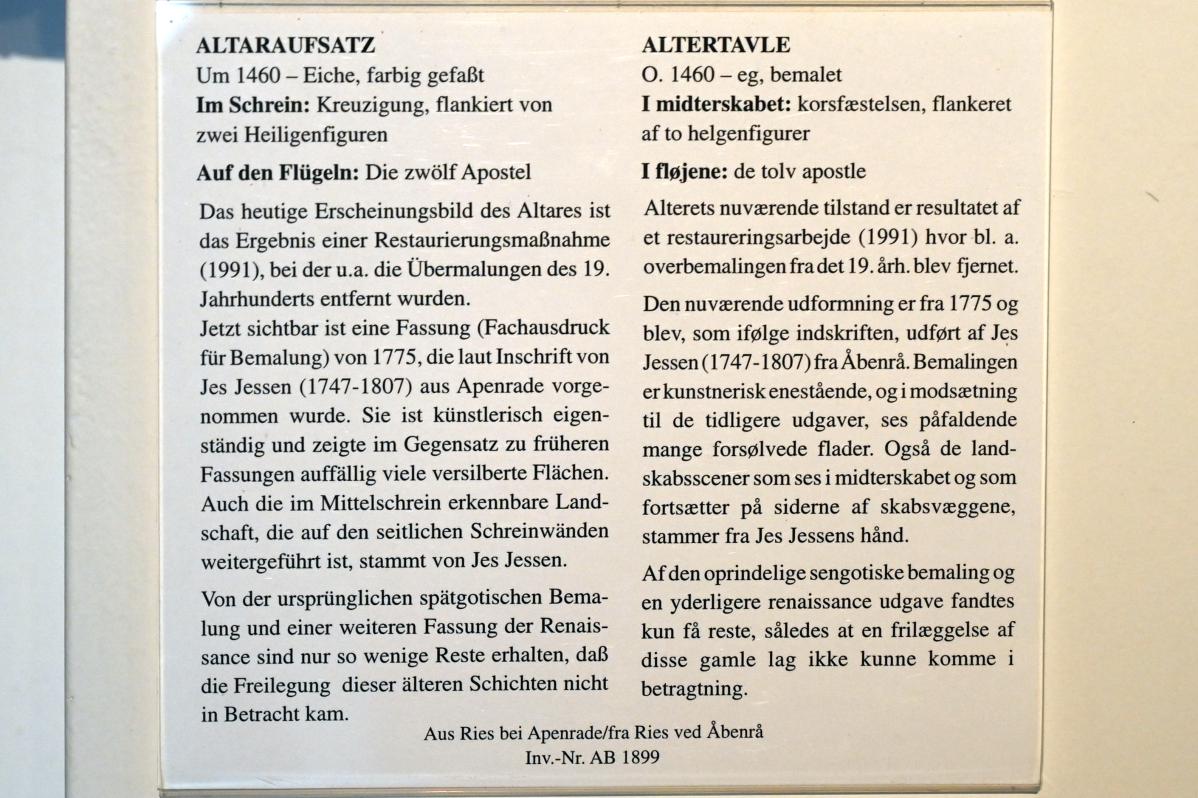 ALTARAUFSATZ
Um 1460 – Eiche, farbig gefaßt
Im Schrein: Kreuzigung, flankiert von
zwei Heiligenfiguren
Auf den Flügeln: Die zwölf Apostel
Das heutige Erscheinungsbild des Altares ist
das Ergebnis einer Restaurierungsmaßnahme
(1991), bei der u.a. die Übermalungen des 19.
Jahrhunderts entfernt wurden.
Jetzt sichtbar ist eine Fassung (Fachausdruck
für Bemalung) von 1775, die laut Inschrift von
Jes Jessen (1747-1807) aus Apenrade vorge-
nommen wurde. Sie ist künstlerisch eigen-
ständig und zeigte im Gegensatz zu früheren
Fassungen auffällig viele versilberte Flächen.
Auch die im Mittelschrein erkennbare Land-
schaft, die auf den seitlichen Schreinwänden
weitergeführt ist, stammt von Jes Jessen.
Von der ursprünglichen spätgotischen Bema-
lung und einer weiteren Fassung der Renais-
sance sind nur so wenige Reste erhalten, daß
die Freilegung dieser älteren Schichten nicht
in Betracht kam.
ALTERTAVLE
O. 1460 – eg, bemalet
I midterskabet: korsfæstelsen, flankeret
af to helgenfigurer
I fløjene: de tolv apostle
Alterets nuværende tilstand er resultatet af
et restaureringsarbejde (1991) hvor bl. a.
overbemalingen fra det 19. årh. blev fjernet.
Den nuværende udformning er fra 1775 og
blev, som ifølge indskriften, udført af Jes
Jessen (1747-1807) fra Åbenrå. Bemalingen
er kunstnerisk enestående, og i modsætning
til de tidligere udgaver, ses påfaldende
mange forsølvede flader. Også de land-
skabsscener som ses i midterskabet og som
fortsætter på siderne af skabsvæggene,
stammer fra Jes Jessens hånd.
Af den oprindelige sengotiske bemaling og
en yderligere renaissance udgave fandtes
kun få reste, således at en frilæggelse af
disse gamle lag ikke kunne komme i
betragtning.
Aus Ries bei Apenrade/fra Ries ved Åbenrå
Inv.-Nr. AB 1899